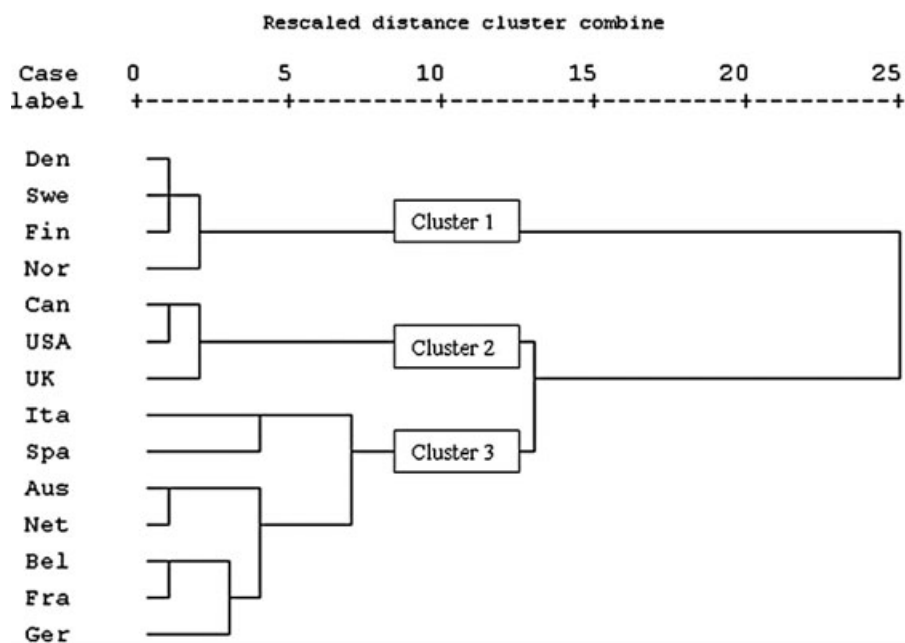 Rescaled distance cluster combine
Case 0 5 10 15 20 25
label
Den
Swe
Cluster 1
Fin
Nor
Can
USA Cluster 2
UK
Ita
Spa Cluster 3
Aus
Net
Bel
Fra
Ger